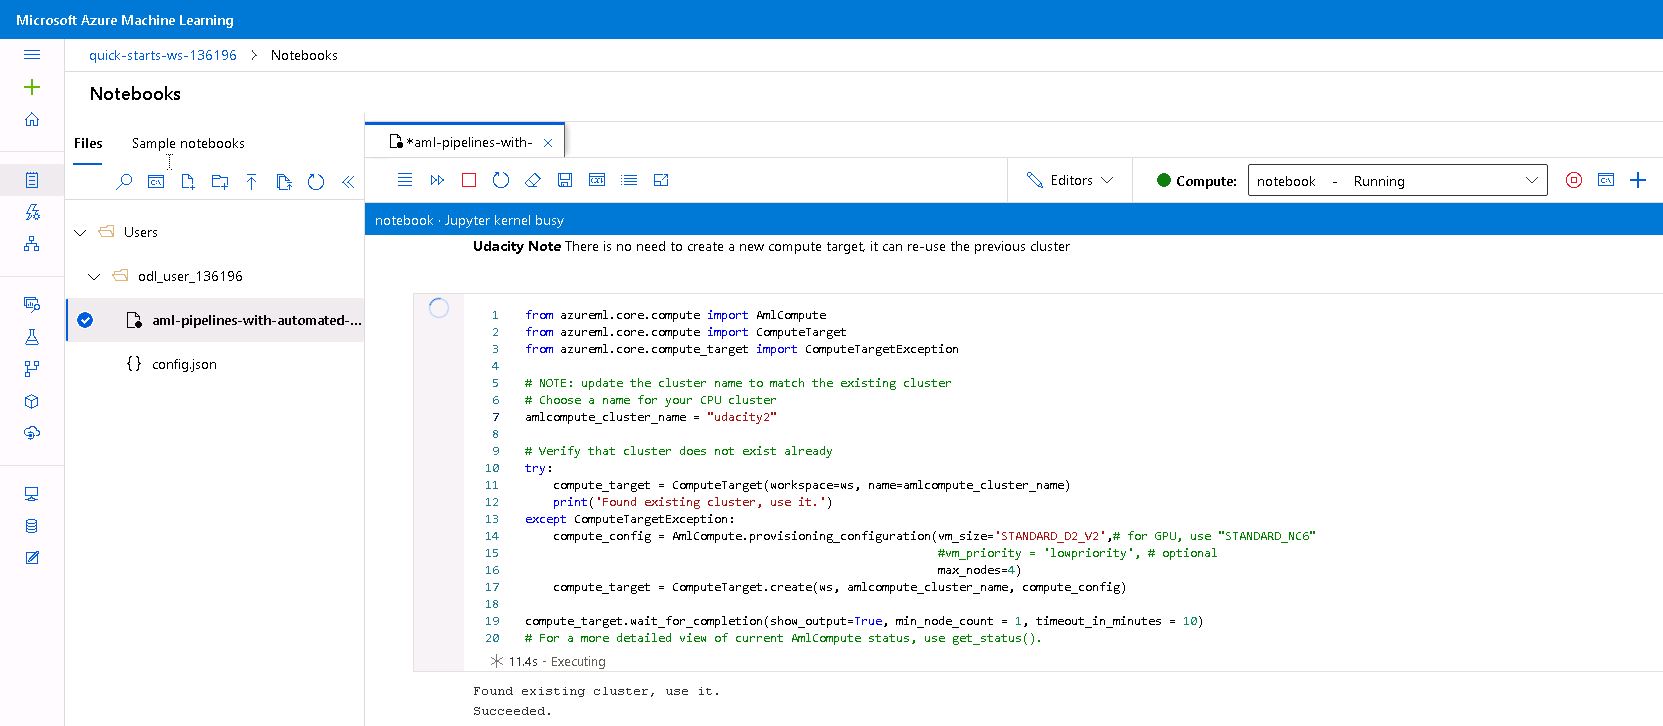 Microsoft Azure Machine Learning
quick-starts-ws-136196 > Notebooks
Notebooks
Files Sample notebooks
Users
odl_user_136196
aml-pipelines-with-automated-...
{} config.json
*aml-pipelines-with- ×
Editors
Compute: notebook - Running
notebook · Jupyter kernel busy
Udacity Note There is no need to create a new compute target, it can re-use the previous cluster
1 from azureml.core.compute import AmlCompute
2 from azureml.core.compute import ComputeTarget
3 from azureml.core.compute_target import ComputeTargetException
4
5 # NOTE: update the cluster name to match the existing cluster
6 # Choose a name for your CPU cluster
7 amlcompute_cluster_name = "udacity2"
8
9 # Verify that cluster does not exist already
10 try:
11     compute_target = ComputeTarget(workspace=ws, name=amlcompute_cluster_name)
12     print('Found existing cluster, use it.')
13 except ComputeTargetException:
14     compute_config = AmlCompute.provisioning_configuration(vm_size='STANDARD_D2_V2',# for GPU, use "STANDARD_NC6"
15                                                            #vm_priority = 'lowpriority', # optional
16                                                            max_nodes=4)
17     compute_target = ComputeTarget.create(ws, amlcompute_cluster_name, compute_config)
18
19 compute_target.wait_for_completion(show_output=True, min_node_count = 1, timeout_in_minutes = 10)
20 # For a more detailed view of current AmlCompute status, use get_status().
11.4s - Executing
Found existing cluster, use it.
Succeeded.